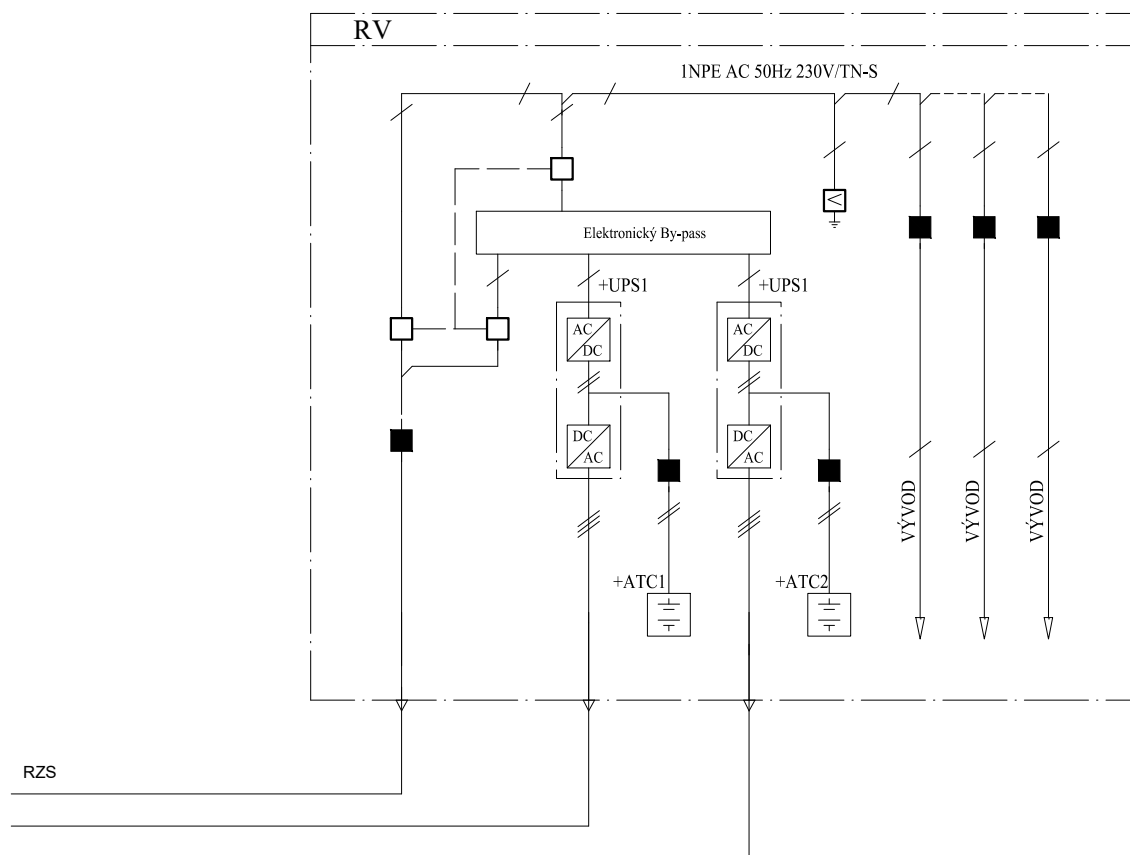 RV
1NPE AC 50Hz 230V/TN-S
Elektronický By-pass
+UPS1
+UPS1
AC
DC
AC
DC
DC
AC
DC
AC
VÝVOD
VÝVOD
VÝVOD
+ATC1
+ATC2
RZS